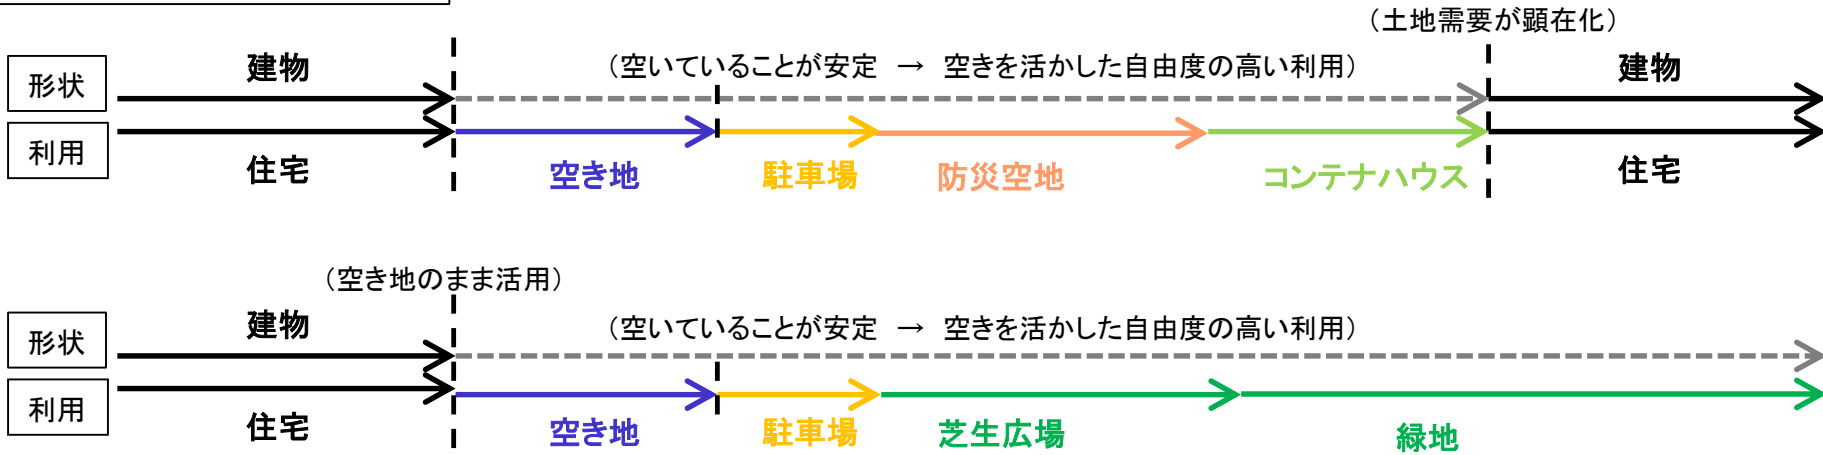 （土地需要が顕在化）
形状
建物
（空いていることが安定 → 空きを活かした自由度の高い利用）
建物
利用
住宅
空き地
駐車場
防災空地
コンテナハウス
住宅
（空き地のまま活用）
形状
建物
（空いていることが安定 → 空きを活かした自由度の高い利用）
利用
住宅
空き地
駐車場
芝生広場
緑地